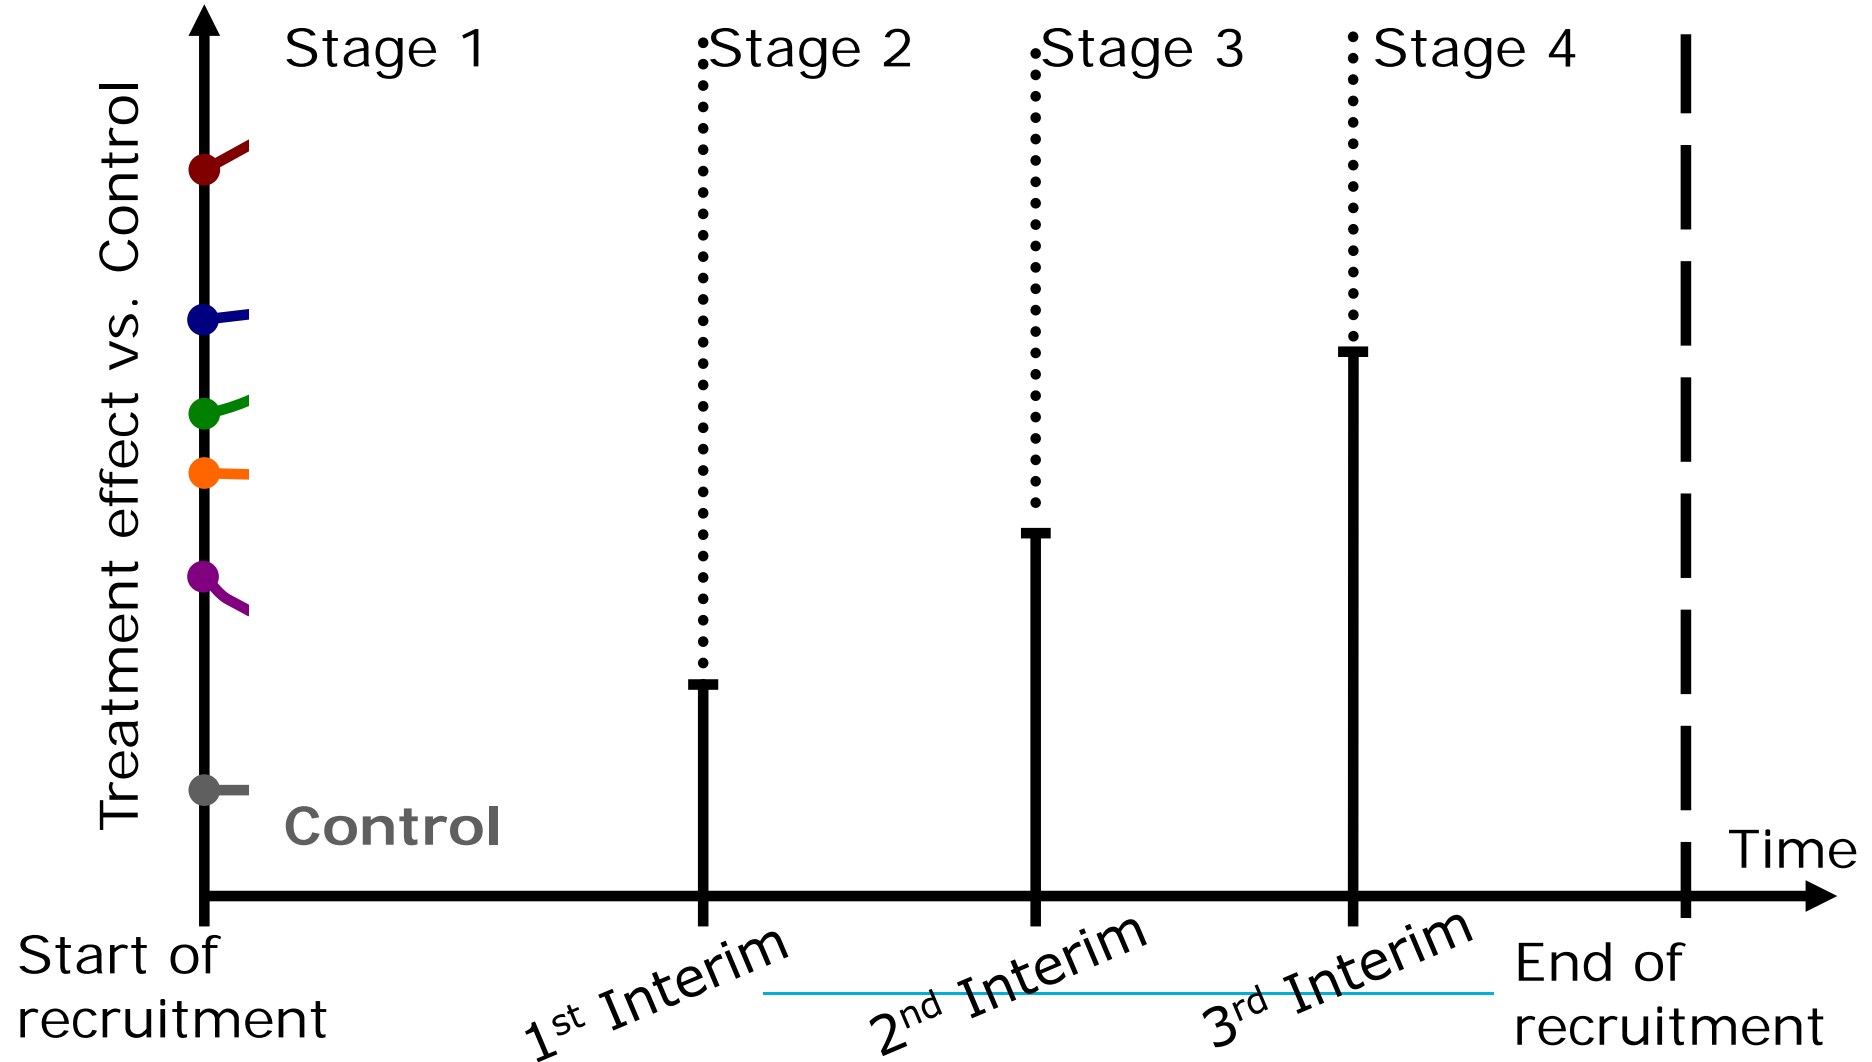 Stage 1
Stage 2
Stage 3
Stage 4
Treatment effect vs. Control
Control
Time
Start of
recruitment
1st Interim
2nd Interim
3rd Interim
End of
recruitment